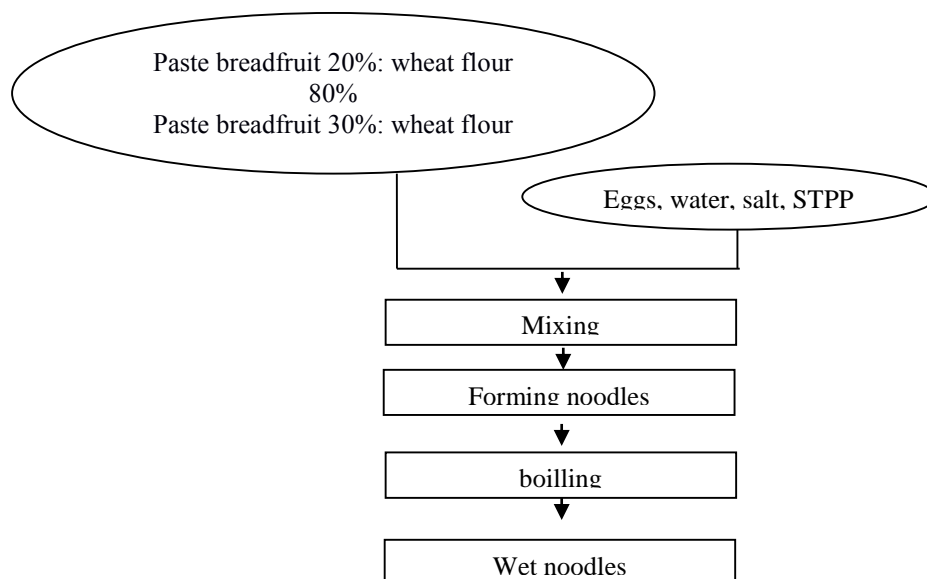 Paste breadfruit 20%: wheat flour
80%
Paste breadfruit 30%: wheat flour
Eggs, water, salt, STPP
Mixing
Forming noodles
boilling
Wet noodles